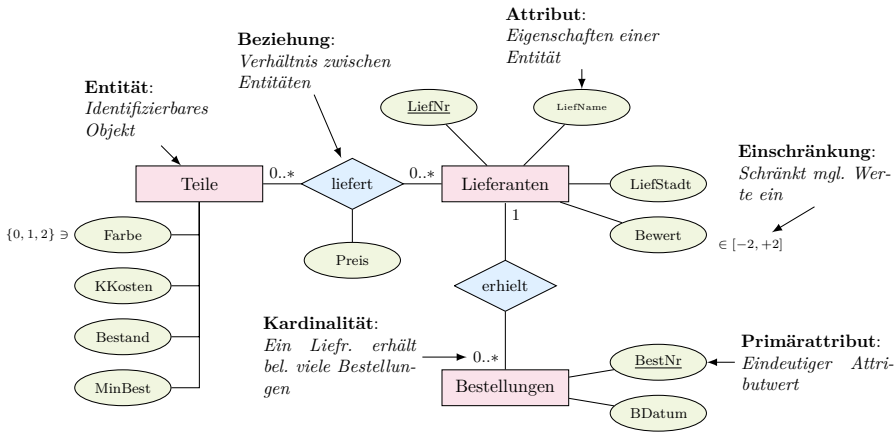 Attribut:
Eigenschaften einer
Entität
Beziehung:
Verhältnis zwischen
Entitäten
Entität:
Identifizierbares
Objekt
LiefNr
LiefName
Einschränkung:
Schränkt mgl. Wer-
te ein
Teile
0..∗
liefert
0..∗
Lieferanten
LiefStadt
1
{0, 1, 2} ∋
Farbe
Bewert
∈ [−2, +2]
Preis
KKosten
erhielt
Bestand
Kardinalität:
Ein Liefr. erhält
bel. viele Bestellun-
gen
0..∗
Primärattribut:
Eindeutiger Attri-
butwert
BestNr
MinBest
Bestellungen
BDatum